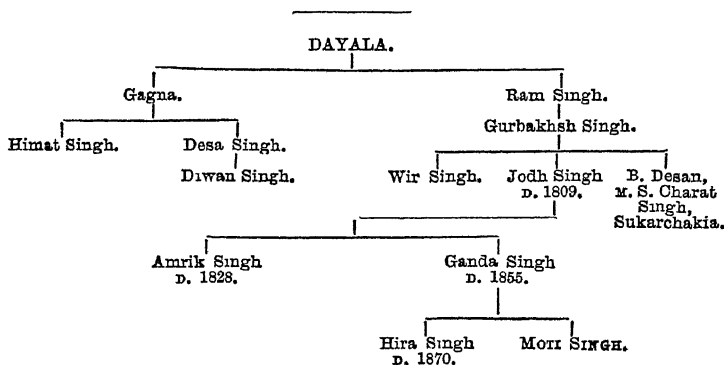 DAYALA.
Gagna. Ram Singh.
Gurbakhsh Singh.
Himat Singh. Desa Singh.
Diwan Singh. Wir Singh. Jodh Singh B. Desan,
D. 1809. M. S. Charat
Singh,
Sukarchakia.
Amrik Singh Ganda Singh
D. 1828. D. 1855.
Hira Singh MOTI SINGH.
D. 1870.